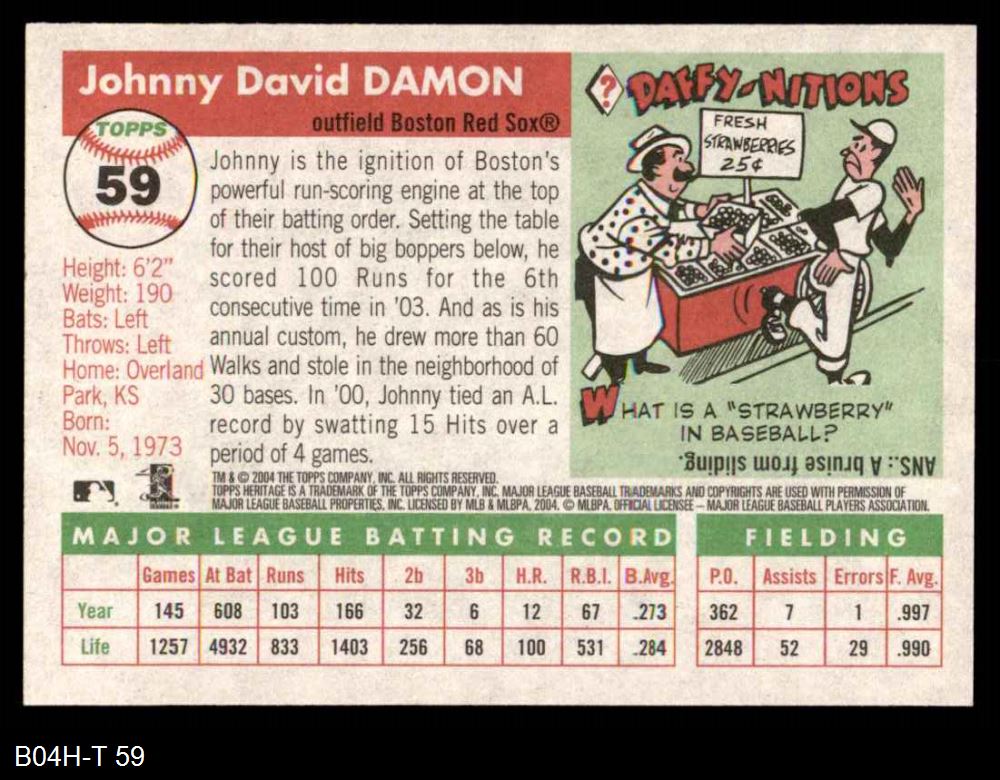 Johnny David DAMON
outfield Boston Red Sox®
TOPPS
59
Height: 6'2"
Weight: 190
Bats: Left
Throws: Left
Home: Overland
Park, KS
Born:
Nov. 5, 1973
Johnny is the ignition of Boston's
powerful run-scoring engine at the top
of their batting order. Setting the table
for their host of big boppers below, he
scored 100 Runs for the 6th
consecutive time in '03. And as is his
annual custom, he drew more than 60
Walks and stole in the neighborhood of
30 bases. In '00, Johnny tied an A.L.
record by swatting 15 Hits over a
period of 4 games.
? DAFFY-NITIONS
FRESH
STRAWBERRIES
25¢
WHAT IS A "STRAWBERRY"
IN BASEBALL?
ANS.: A bruise from sliding.
TM & © 2004 THE TOPPS COMPANY, INC. ALL RIGHTS RESERVED.
TOPPS HERITAGE IS A TRADEMARK OF THE TOPPS COMPANY, INC. MAJOR LEAGUE BASEBALL TRADEMARKS AND COPYRIGHTS ARE USED WITH PERMISSION OF
MAJOR LEAGUE BASEBALL PROPERTIES, INC. LICENSED BY MLB & MLBPA, 2004. © MLBPA. OFFICIAL LICENSEE – MAJOR LEAGUE BASEBALL PLAYERS ASSOCIATION.
MAJOR LEAGUE BATTING RECORD FIELDING
Games At Bat Runs Hits 2b 3b H.R. R.B.I. B.Avg. P.O. Assists Errors F. Avg.
Year 145 608 103 166 32 6 12 67 .273 362 7 1 .997
Life 1257 4932 833 1403 256 68 100 531 .284 2848 52 29 .990
B04H-T 59